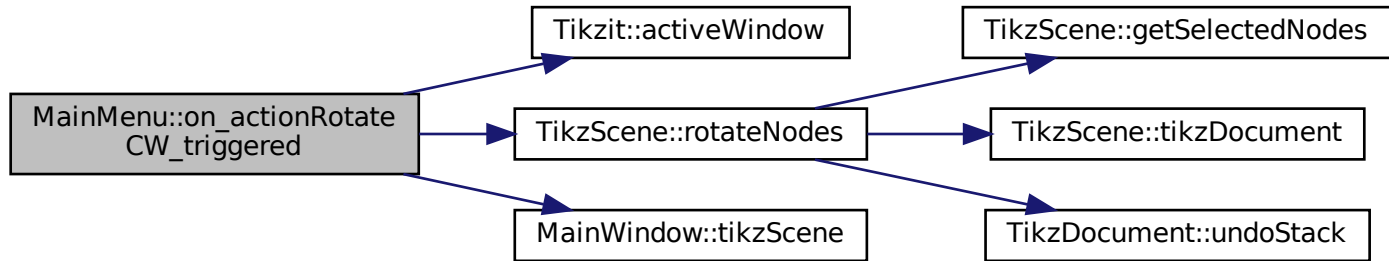 MainMenu::on_actionRotate
CW_triggered
Tikzit::activeWindow
TikzScene::rotateNodes
MainWindow::tikzScene
TikzScene::getSelectedNodes
TikzScene::tikzDocument
TikzDocument::undoStack